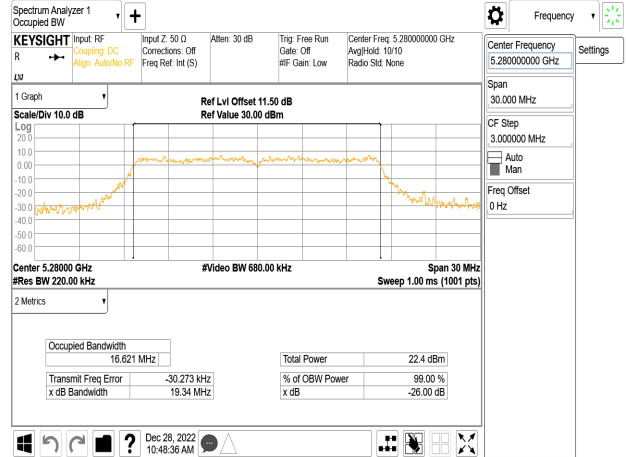 Spectrum Analyzer 1
Occupied BW
Frequency
KEYSIGHT
R
Input: RF
Coupling: DC
Align: Auto/No RF
Input Z: 50 Ω
Corrections: Off
Freq Ref: Int (S)
Atten: 30 dB
Trig: Free Run
Gate: Off
#IF Gain: Low
Center Freq: 5.280000000 GHz
Avg|Hold: 10/10
Radio Std: None
LXI
Center Frequency
5.280000000 GHz
Settings
Span
30.000 MHz
CF Step
3.000000 MHz
Auto
Man
Freq Offset
0 Hz
1 Graph
Scale/Div 10.0 dB
Ref Lvl Offset 11.50 dB
Ref Value 30.00 dBm
Log
20.0
10.0
0.00
-10.0
-20.0
-30.0
-40.0
-50.0
-60.0
Center 5.28000 GHz
#Res BW 220.00 kHz
#Video BW 680.00 kHz
Span 30 MHz
Sweep 1.00 ms (1001 pts)
2 Metrics
Occupied Bandwidth
16.621 MHz
Transmit Freq Error -30.273 kHz
x dB Bandwidth 19.34 MHz
Total Power 22.4 dBm
% of OBW Power 99.00 %
x dB -26.00 dB
Dec 28, 2022
10:48:36 AM